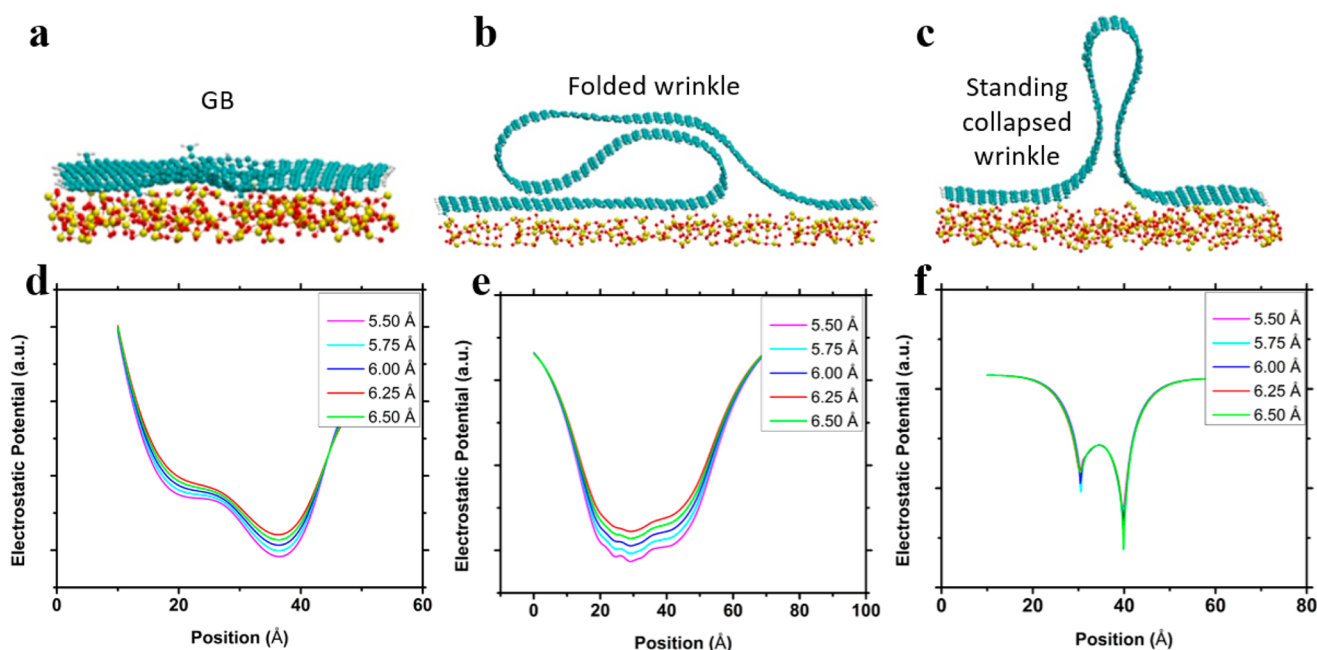 a
GB
b
Folded wrinkle
c
Standing
collapsed
wrinkle
d
Electrostatic Potential (a.u.)
5.50 Å
5.75 Å
6.00 Å
6.25 Å
6.50 Å
0
20
40
60
Position (Å)
e
Electrostatic Potential (a.u.)
5.50 Å
5.75 Å
6.00 Å
6.25 Å
6.50 Å
0
20
40
60
80
100
Position (Å)
f
Electrostatic Potential (a.u.)
5.50 Å
5.75 Å
6.00 Å
6.25 Å
6.50 Å
0
20
40
60
80
Position (Å)